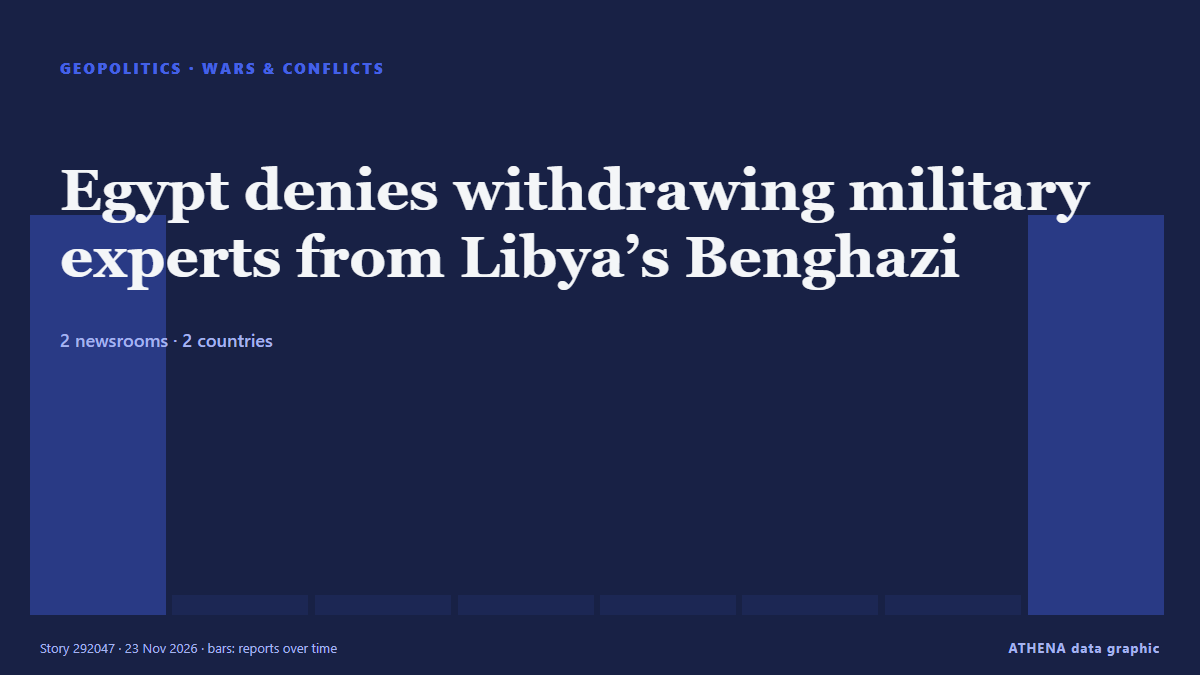 GEOPOLITICS · WARS & CONFLICTS
Egypt denies withdrawing military
experts from Libya’s Benghazi
2 newsrooms · 2 countries
Story 292047 · 23 Nov 2026 · bars: reports over time
ATHENA data graphic